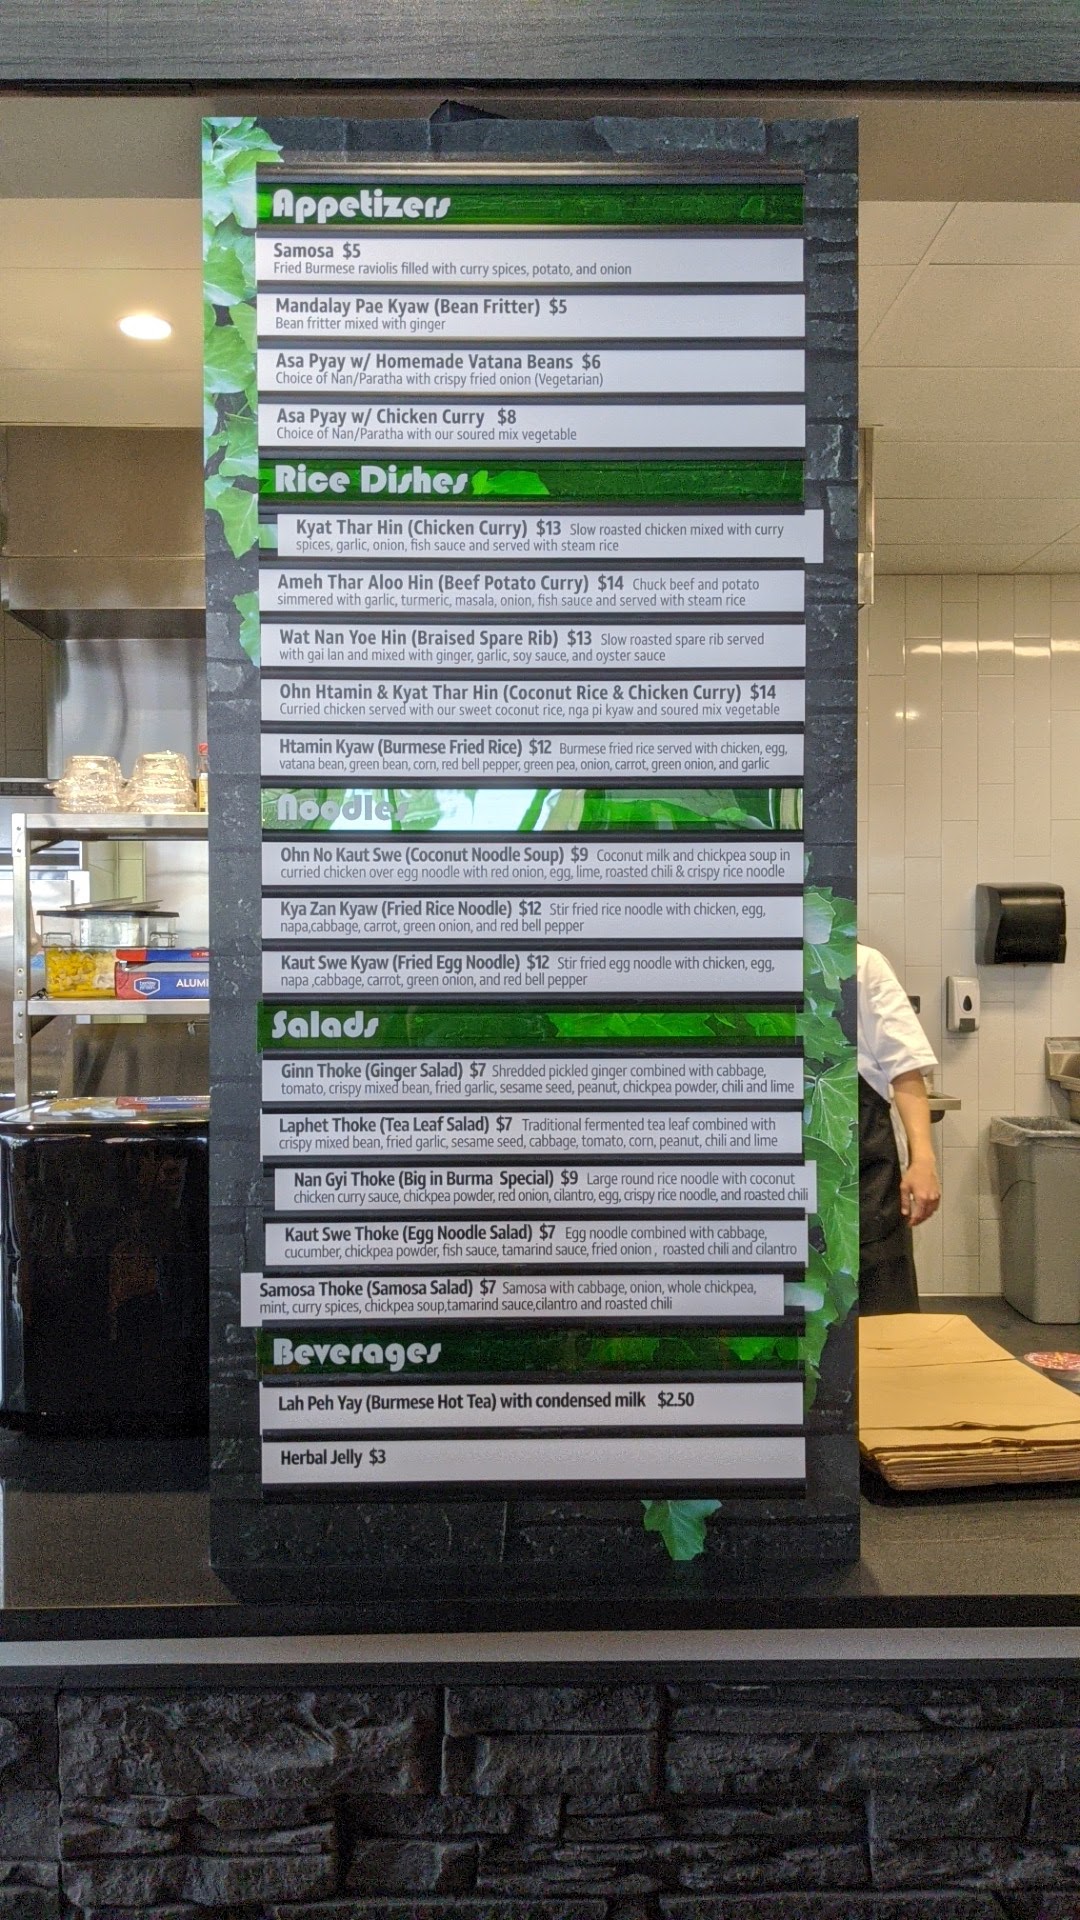 Appetizers
Samosa $5
Fried Burmese raviolis filled with curry spices, potato, and onion
Mandalay Pae Kyaw (Bean Fritter) $5
Bean fritter mixed with ginger
Asa Pyay w/ Homemade Vatana Beans $6
Choice of Nan/Paratha with crispy fried onion (Vegetarian)
Asa Pyay w/ Chicken Curry $8
Choice of Nan/Paratha with our soured mix vegetable
Rice Dishes
Kyat Thar Hin (Chicken Curry) $13 Slow roasted chicken mixed with curry
spices, garlic, onion, fish sauce and served with steam rice
Ameh Thar Aloo Hin (Beef Potato Curry) $14 Chuck beef and potato
simmered with garlic, turmeric, masala, onion, fish sauce and served with steam rice
Wat Nan Yoe Hin (Braised Spare Rib) $13 Slow roasted spare rib served
with gai lan and mixed with ginger, garlic, soy sauce, and oyster sauce
Ohn Htamin & Kyat Thar Hin (Coconut Rice & Chicken Curry) $14
Curried chicken served with our sweet coconut rice, nga pi kyaw and soured mix vegetable
Htamin Kyaw (Burmese Fried Rice) $12 Burmese fried rice served with chicken, egg,
vatana bean, green bean, corn, red bell pepper, green pea, onion, carrot, green onion, and garlic
Noodles
Ohn No Kaut Swe (Coconut Noodle Soup) $9 Coconut milk and chickpea soup in
curried chicken over egg noodle with red onion, egg, lime, roasted chili & crispy rice noodle
Kya Zan Kyaw (Fried Rice Noodle) $12 Stir fried rice noodle with chicken, egg,
napa,cabbage, carrot, green onion, and red bell pepper
Kaut Swe Kyaw (Fried Egg Noodle) $12 Stir fried egg noodle with chicken, egg,
napa ,cabbage, carrot, green onion, and red bell pepper
Salads
Ginn Thoke (Ginger Salad) $7 Shredded pickled ginger combined with cabbage,
tomato, crispy mixed bean, fried garlic, sesame seed, peanut, chickpea powder, chili and lime
Laphet Thoke (Tea Leaf Salad) $7 Traditional fermented tea leaf combined with
crispy mixed bean, fried garlic, sesame seed, cabbage, tomato, corn, peanut, chili and lime
Nan Gyi Thoke (Big in Burma Special) $9 Large round rice noodle with coconut
chicken curry sauce, chickpea powder, red onion, cilantro, egg, crispy rice noodle, and roasted chili
Kaut Swe Thoke (Egg Noodle Salad) $7 Egg noodle combined with cabbage,
cucumber, chickpea powder, fish sauce, tamarind sauce, fried onion , roasted chili and cilantro
Samosa Thoke (Samosa Salad) $7 Samosa with cabbage, onion, whole chickpea,
mint, curry spices, chickpea soup,tamarind sauce,cilantro and roasted chili
Beverages
Lah Peh Yay (Burmese Hot Tea) with condensed milk $2.50
Herbal Jelly $3
ALUMI